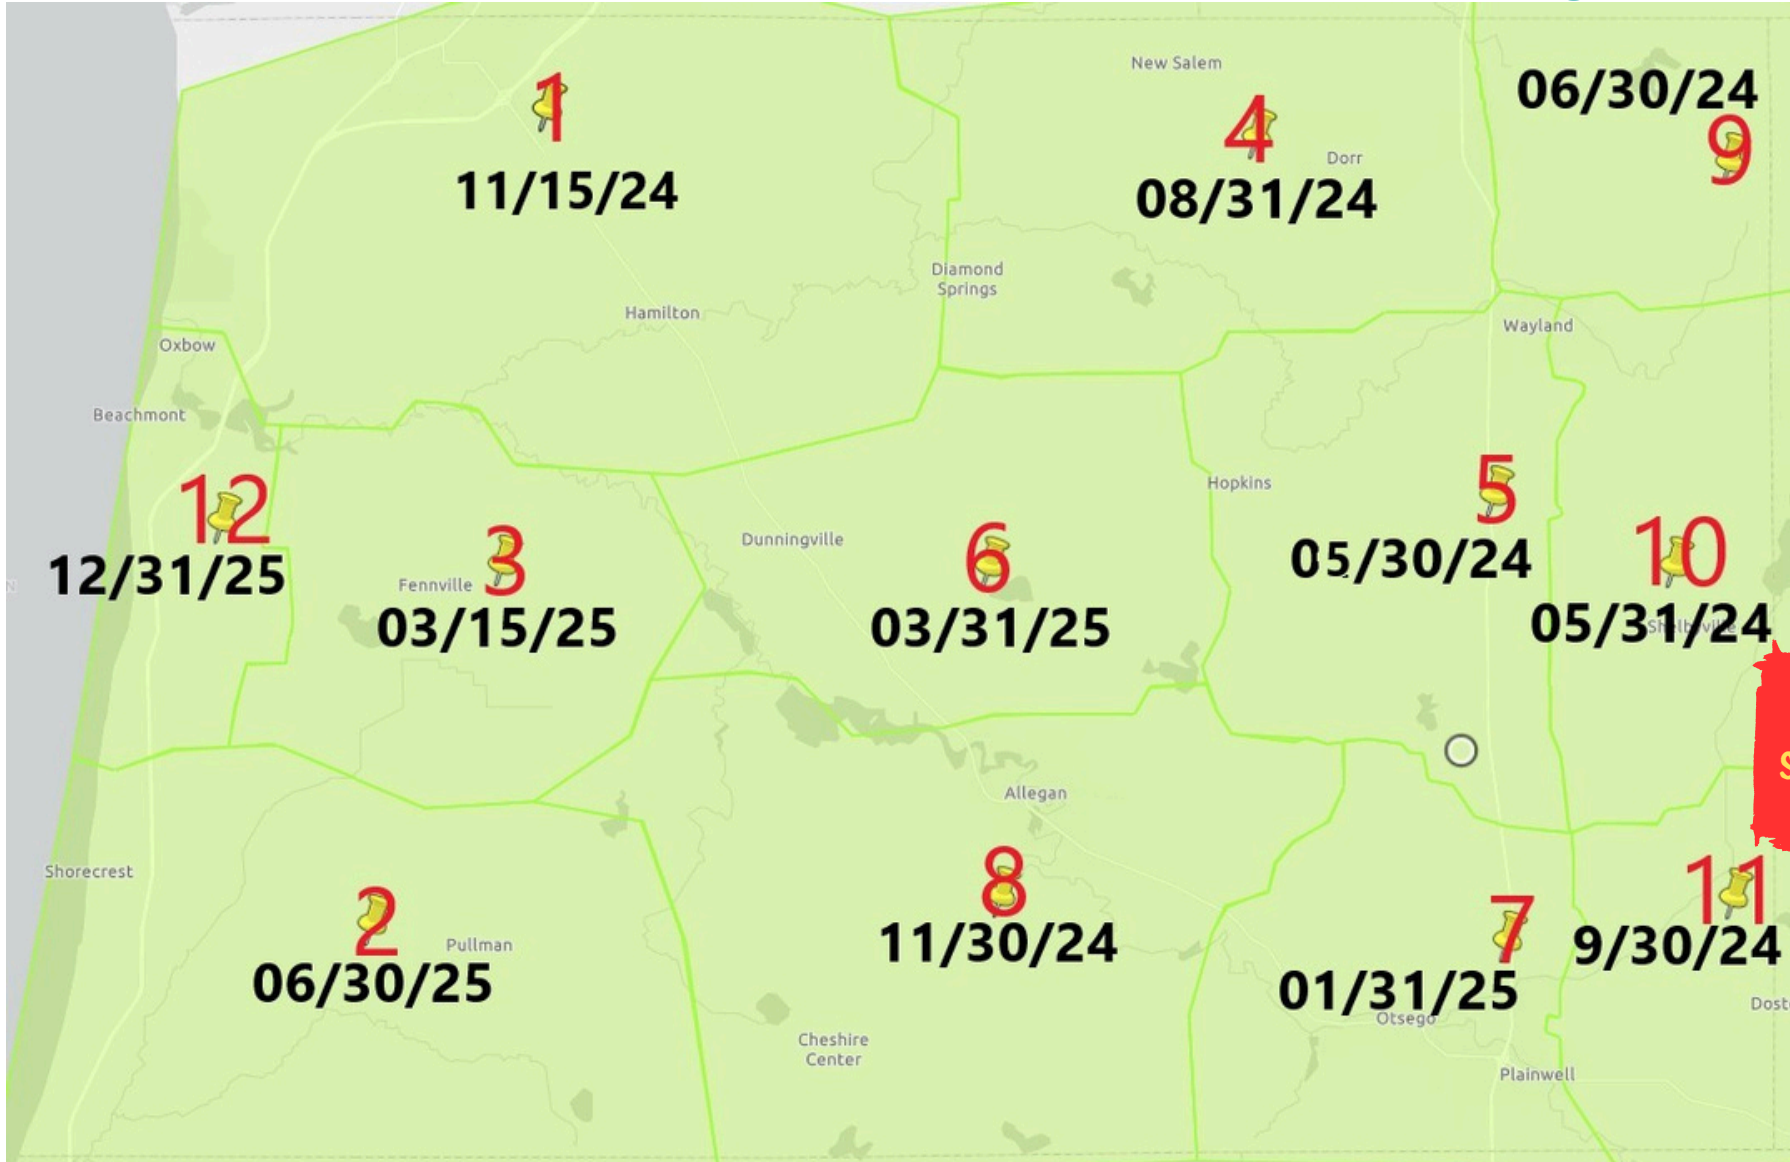 New Salem
06/30/24
1
4
9
Dorr
11/15/24
08/31/24
Diamond
Springs
Hamilton
Wayland
Oxbow
Beachmont
12
5
Hopkins
3
6
10
Dunningville
12/31/25
Fennville
05/30/24
03/15/25
03/31/25
05/31/24
Shelbyville
S
Allegan
Shorecrest
8
11
2
7
Pullman
11/30/24
9/30/24
06/30/25
01/31/25
Otsego
Cheshire
Center
Plainwell